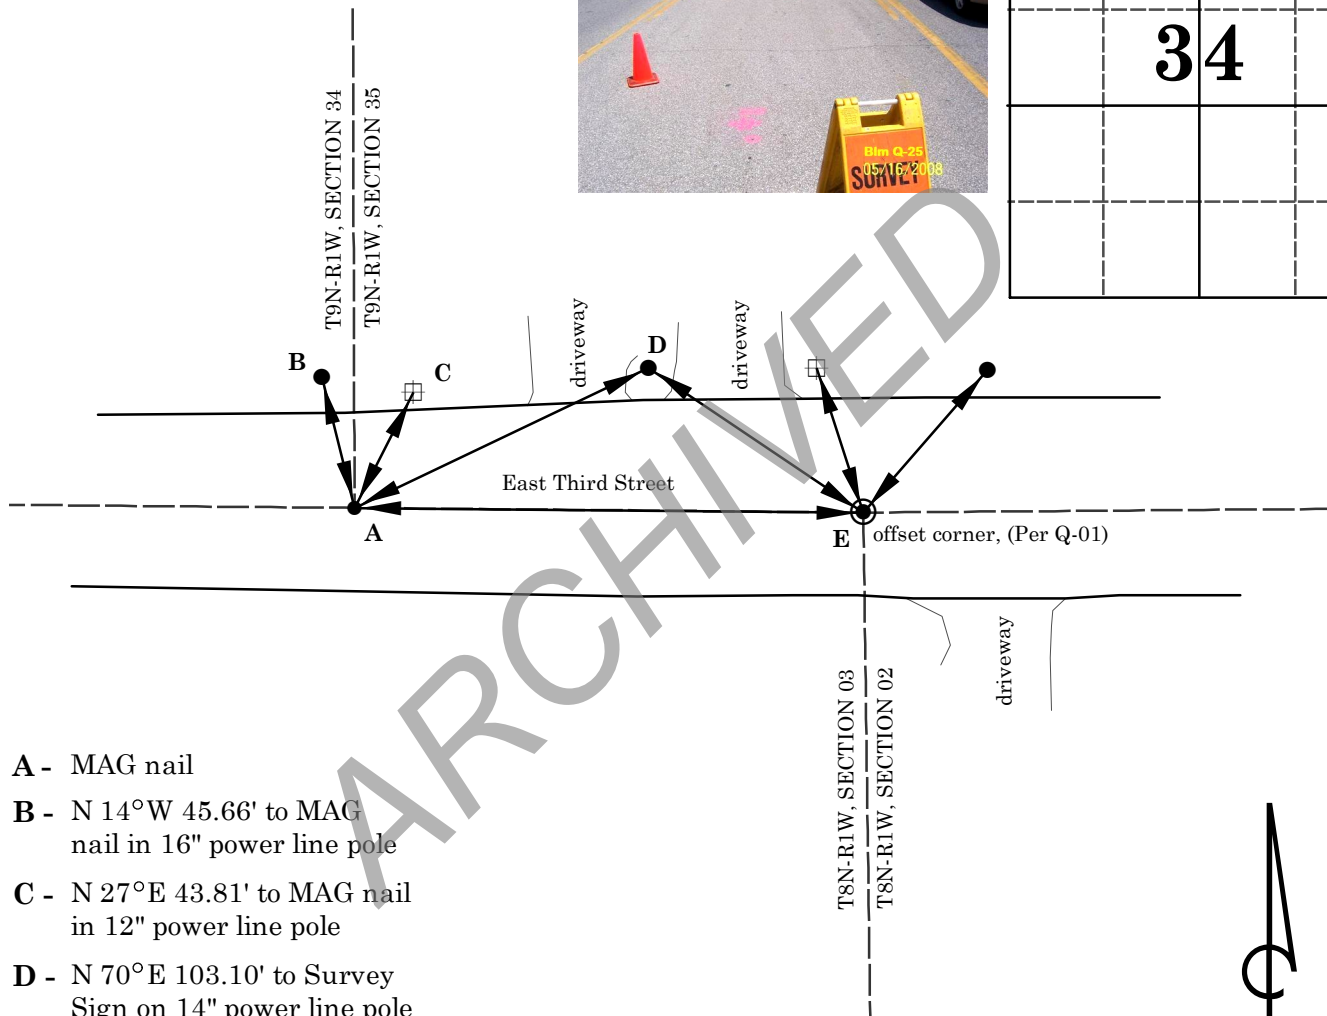 34
Blm Q-25
05/16/2008
SURVEY
T9N-R1W, SECTION 34
T9N-R1W, SECTION 35
driveway
driveway
B
C
D
East Third Street
A
E
offset corner, (Per Q-01)
ARCHIVED
driveway
T8N-R1W, SECTION 03
T8N-R1W, SECTION 02
A - MAG nail
B - N 14°W 45.66' to MAG
nail in 16" power line pole
C - N 27°E 43.81' to MAG nail
in 12" power line pole
D - N 70°E 103.10' to Survey
Sign on 14" power line pole